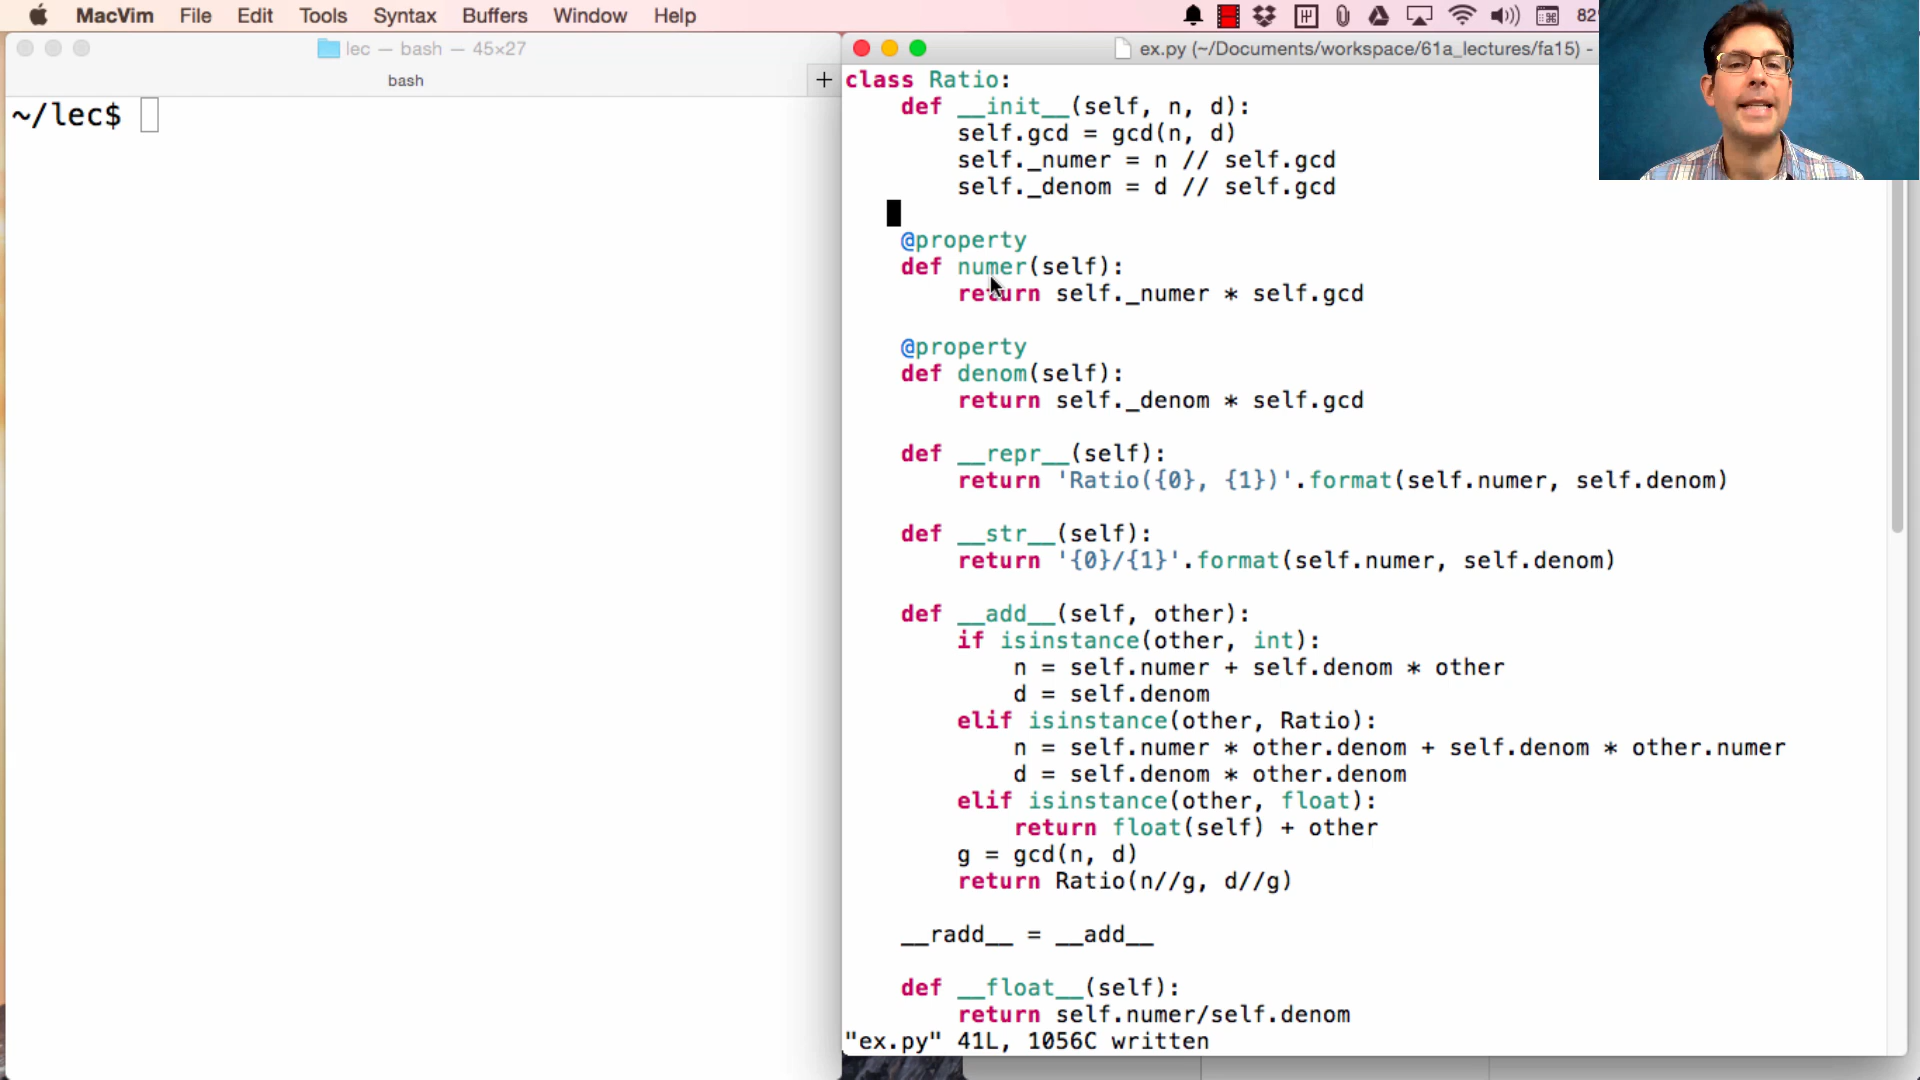 MacVim File Edit Tools Syntax Buffers Window Help 82
lec — bash — 45×27
bash
~/lec$
ex.py (~/Documents/workspace/61a_lectures/fa15) -
class Ratio:
    def __init__(self, n, d):
        self.gcd = gcd(n, d)
        self._numer = n // self.gcd
        self._denom = d // self.gcd
    @property
    def numer(self):
        return self._numer * self.gcd
    @property
    def denom(self):
        return self._denom * self.gcd
    def __repr__(self):
        return 'Ratio({0}, {1})'.format(self.numer, self.denom)
    def __str__(self):
        return '{0}/{1}'.format(self.numer, self.denom)
    def __add__(self, other):
        if isinstance(other, int):
            n = self.numer + self.denom * other
            d = self.denom
        elif isinstance(other, Ratio):
            n = self.numer * other.denom + self.denom * other.numer
            d = self.denom * other.denom
        elif isinstance(other, float):
            return float(self) + other
        g = gcd(n, d)
        return Ratio(n//g, d//g)
    __radd__ = __add__
    def __float__(self):
        return self.numer/self.denom
"ex.py" 41L, 1056C written